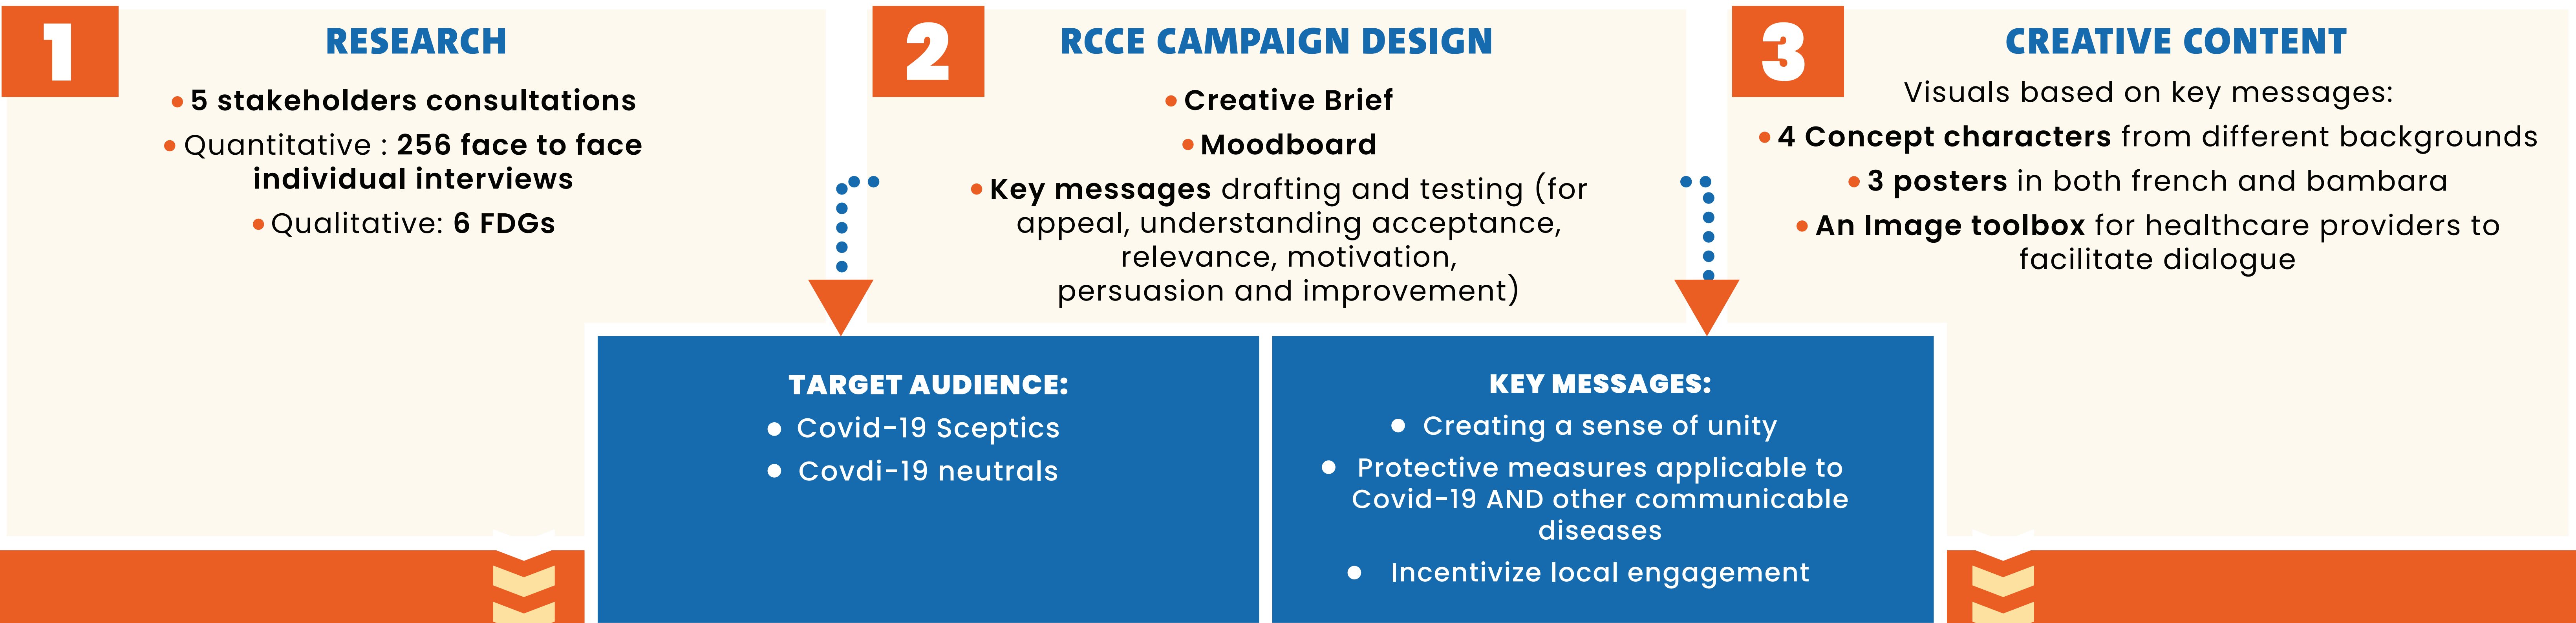 1
RESEARCH
• 5 stakeholders consultations
• Quantitative : 256 face to face
individual interviews
• Qualitative: 6 FDGs
2
RCCE CAMPAIGN DESIGN
• Creative Brief
• Moodboard
• Key messages drafting and testing (for
appeal, understanding acceptance,
relevance, motivation,
persuasion and improvement)
3
CREATIVE CONTENT
Visuals based on key messages:
• 4 Concept characters from different backgrounds
• 3 posters in both french and bambara
• An Image toolbox for healthcare providers to
facilitate dialogue
TARGET AUDIENCE:
• Covid-19 Sceptics
• Covdi-19 neutrals
KEY MESSAGES:
• Creating a sense of unity
• Protective measures applicable to
Covid-19 AND other communicable
diseases
• Incentivize local engagement